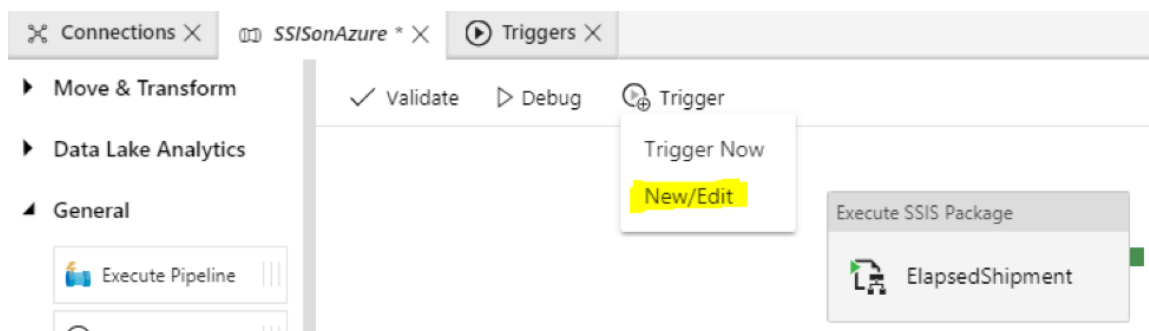 Connections
SSISonAzure *
Triggers
Move & Transform
Validate
Debug
Trigger
Data Lake Analytics
Trigger Now
New/Edit
General
Execute SSIS Package
Execute Pipeline
ElapsedShipment